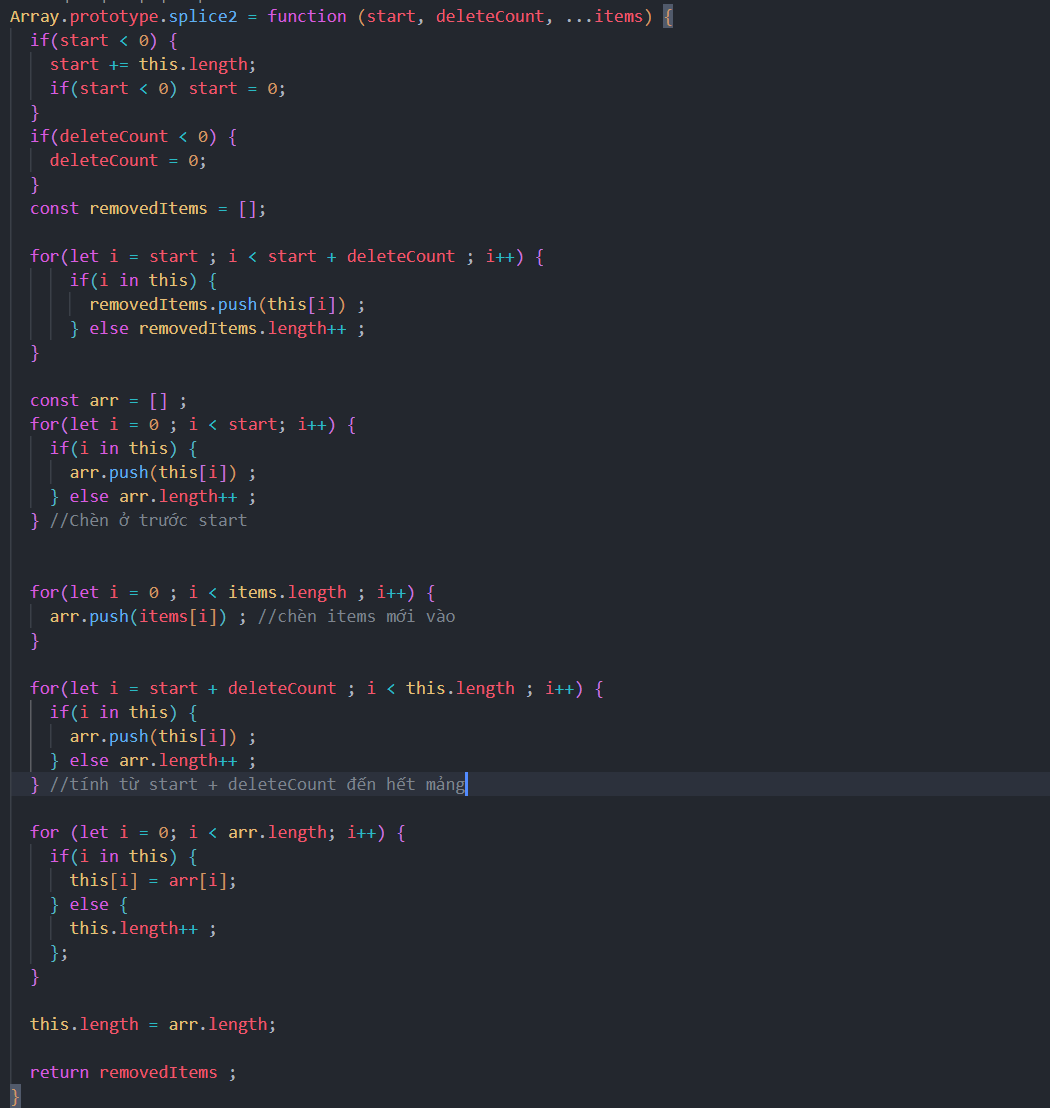 Array.prototype.splice2 = function (start, deleteCount, ...items) {
  if(start < 0) {
    start += this.length;
    if(start < 0) start = 0;
  }
  if(deleteCount < 0) {
    deleteCount = 0;
  }
  const removedItems = [];
  for(let i = start ; i < start + deleteCount ; i++) {
      if(i in this) {
        removedItems.push(this[i]) ;
      } else removedItems.length++ ;
  }
  const arr = [] ;
  for(let i = 0 ; i < start; i++) {
    if(i in this) {
      arr.push(this[i]) ;
    } else arr.length++ ;
  } //Chèn ở trước start
  for(let i = 0 ; i < items.length ; i++) {
    arr.push(items[i]) ; //chèn items mới vào
  }
  for(let i = start + deleteCount ; i < this.length ; i++) {
    if(i in this) {
      arr.push(this[i]) ;
    } else arr.length++ ;
  } //tính từ start + deleteCount đến hết mảng
  for (let i = 0; i < arr.length; i++) {
    if(i in this) {
      this[i] = arr[i];
    } else {
      this.length++ ;
    };
  }
  this.length = arr.length;
  return removedItems ;
}